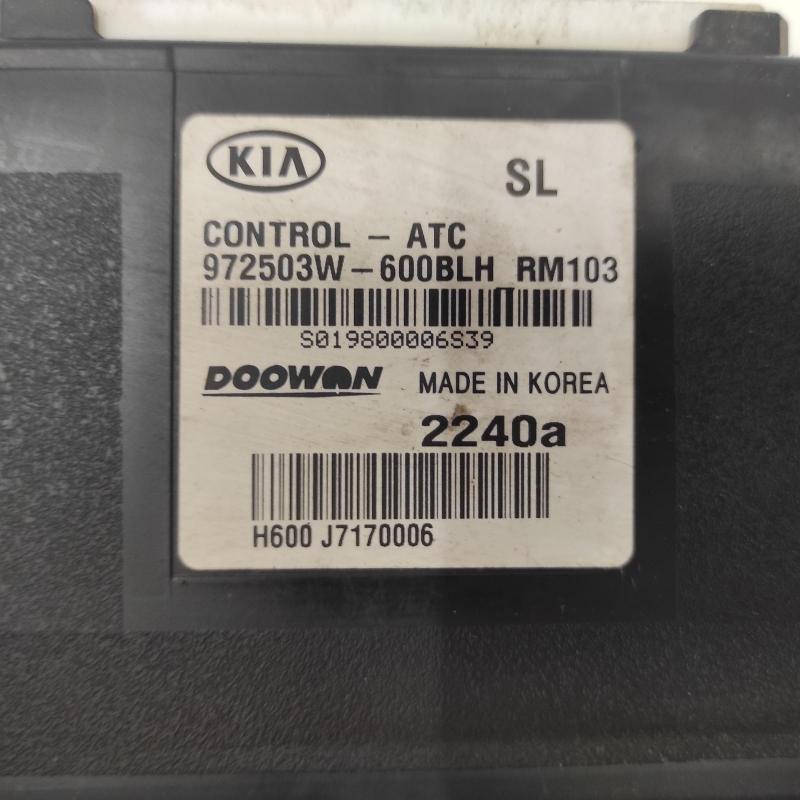 KIA
SL
CONTROL - ATC
972503W-600BLH RM103
S019800006S39
DOOWON MADE IN KOREA
2240a
H600 J7170006